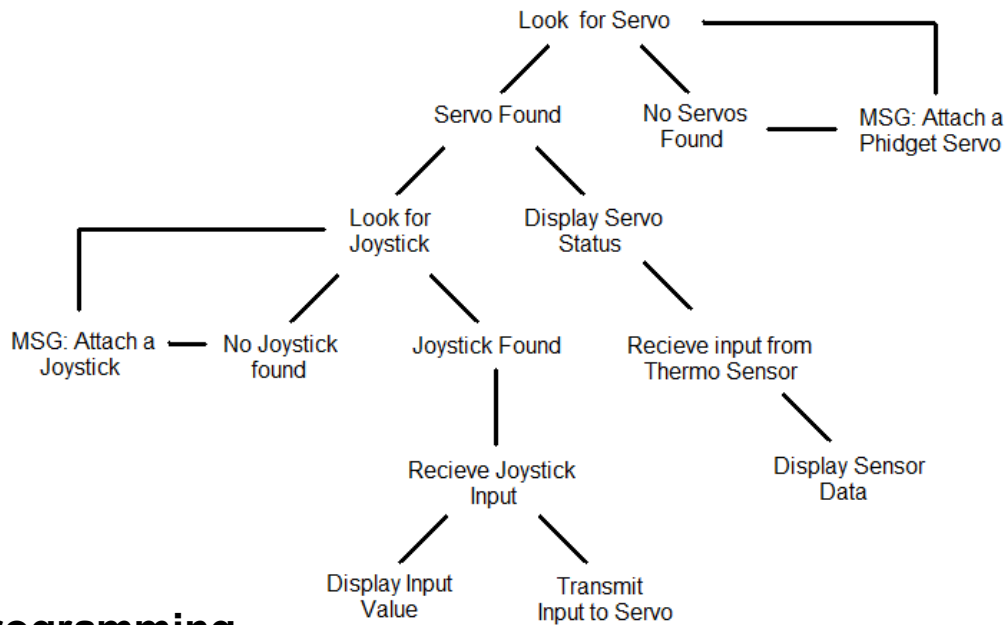 Look for Servo
Servo Found
No Servos
Found
MSG: Attach a
Phidget Servo
Look for
Joystick
Display Servo
Status
MSG: Attach a
Joystick
No Joystick
found
Joystick Found
Recieve input from
Thermo Sensor
Recieve Joystick
Input
Display Sensor
Data
Display Input
Value
Transmit
Input to Servo